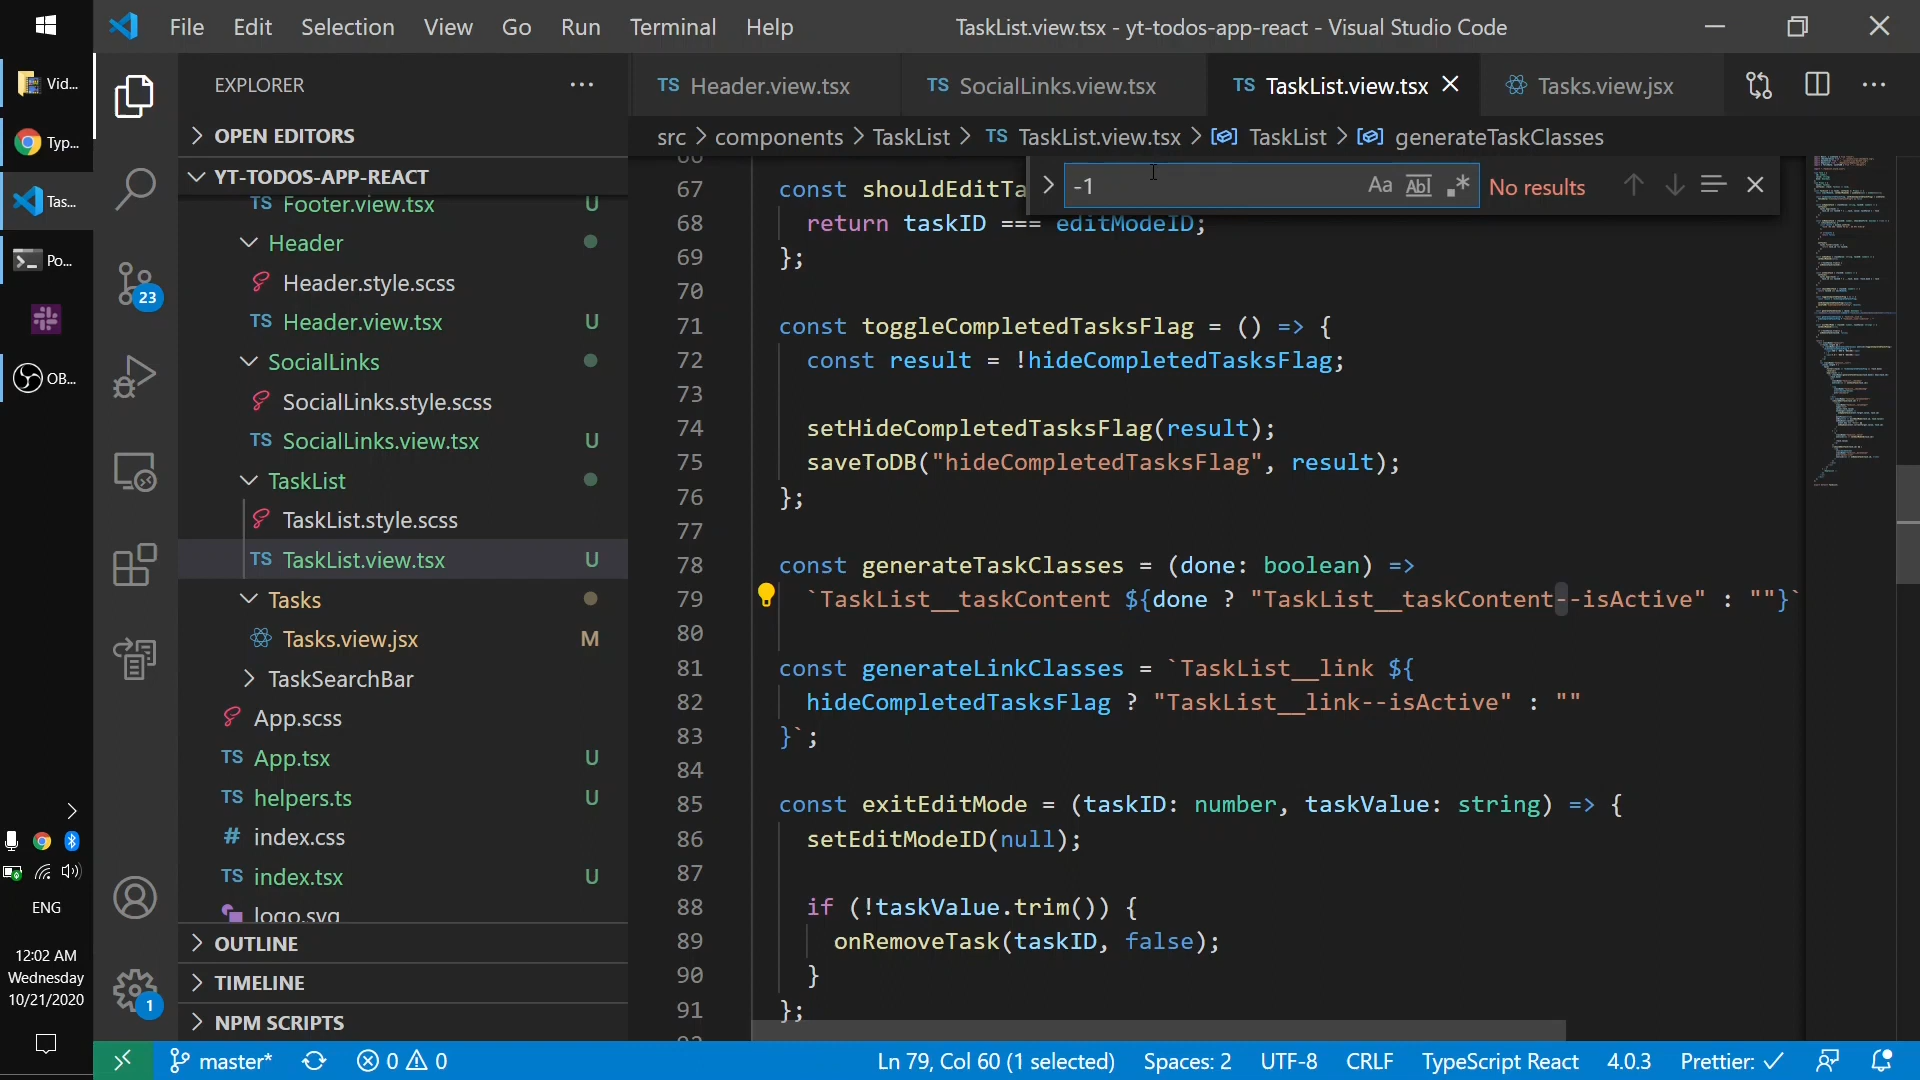 File Edit Selection View Go Run Terminal Help
TaskList.view.tsx - yt-todos-app-react - Visual Studio Code
Vid...
Typ...
Tas...
Po...
OB...
ENG
12:02 AM
Wednesday
10/21/2020
23
1
EXPLORER
OPEN EDITORS
YT-TODOS-APP-REACT
TS Footer.view.tsx U
Header
Header.style.scss
TS Header.view.tsx U
SocialLinks
SocialLinks.style.scss
TS SocialLinks.view.tsx U
TaskList
TaskList.style.scss
TS TaskList.view.tsx U
Tasks
Tasks.view.jsx M
TaskSearchBar
App.scss
TS App.tsx U
TS helpers.ts U
# index.css
TS index.tsx U
logo.svg
OUTLINE
TIMELINE
NPM SCRIPTS
TS Header.view.tsx TS SocialLinks.view.tsx TS TaskList.view.tsx Tasks.view.jsx
src > components > TaskList > TS TaskList.view.tsx > TaskList > generateTaskClasses
-1 Aa Abl .* No results
66
67 const shouldEditTa
68 return taskID === editModeID;
69 };
70
71 const toggleCompletedTasksFlag = () => {
72 const result = !hideCompletedTasksFlag;
73
74 setHideCompletedTasksFlag(result);
75 saveToDB("hideCompletedTasksFlag", result);
76 };
77
78 const generateTaskClasses = (done: boolean) =>
79 `TaskList__taskContent ${done ? "TaskList__taskContent--isActive" : ""}`
80
81 const generateLinkClasses = `TaskList__link ${
82 hideCompletedTasksFlag ? "TaskList__link--isActive" : ""
83 }`;
84
85 const exitEditMode = (taskID: number, taskValue: string) => {
86 setEditModeID(null);
87
88 if (!taskValue.trim()) {
89 onRemoveTask(taskID, false);
90 }
91 };
master* 0 0 Ln 79, Col 60 (1 selected) Spaces: 2 UTF-8 CRLF TypeScript React 4.0.3 Prettier: ✓